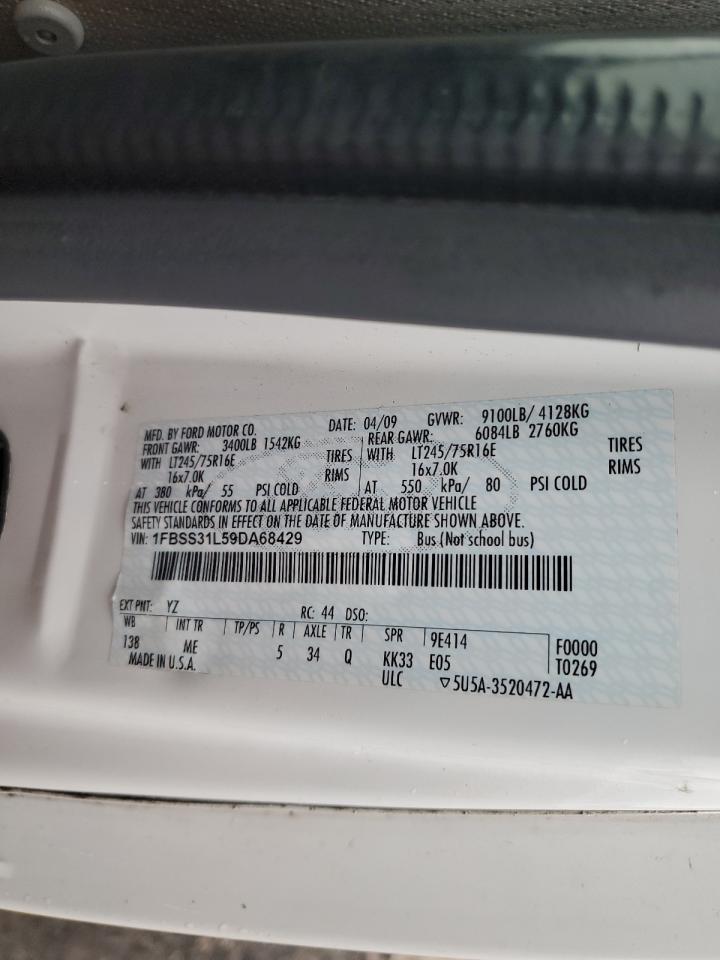 MFD. BY FORD MOTOR CO. DATE: 04/09 GVWR: 9100LB/ 4128KG
FRONT GAWR: 3400LB 1542KG REAR GAWR: 6084LB 2760KG
WITH LT245/75R16E TIRES WITH LT245/75R16E TIRES
16x7.0K RIMS 16x7.0K RIMS
AT 380 kPa/ 55 PSI COLD AT 550 kPa/ 80 PSI COLD
THIS VEHICLE CONFORMS TO ALL APPLICABLE FEDERAL MOTOR VEHICLE
SAFETY STANDARDS IN EFFECT ON THE DATE OF MANUFACTURE SHOWN ABOVE.
VIN: 1FBSS31L59DA68429 TYPE: Bus (Not school bus)
EXT PNT: YZ RC: 44 DSO:
WB INT TR TP/PS R AXLE TR SPR 9E414 F0000
138 ME 5 34 Q KK33 E05 T0269
MADE IN U.S.A. ULC ▽5U5A-3520472-AA